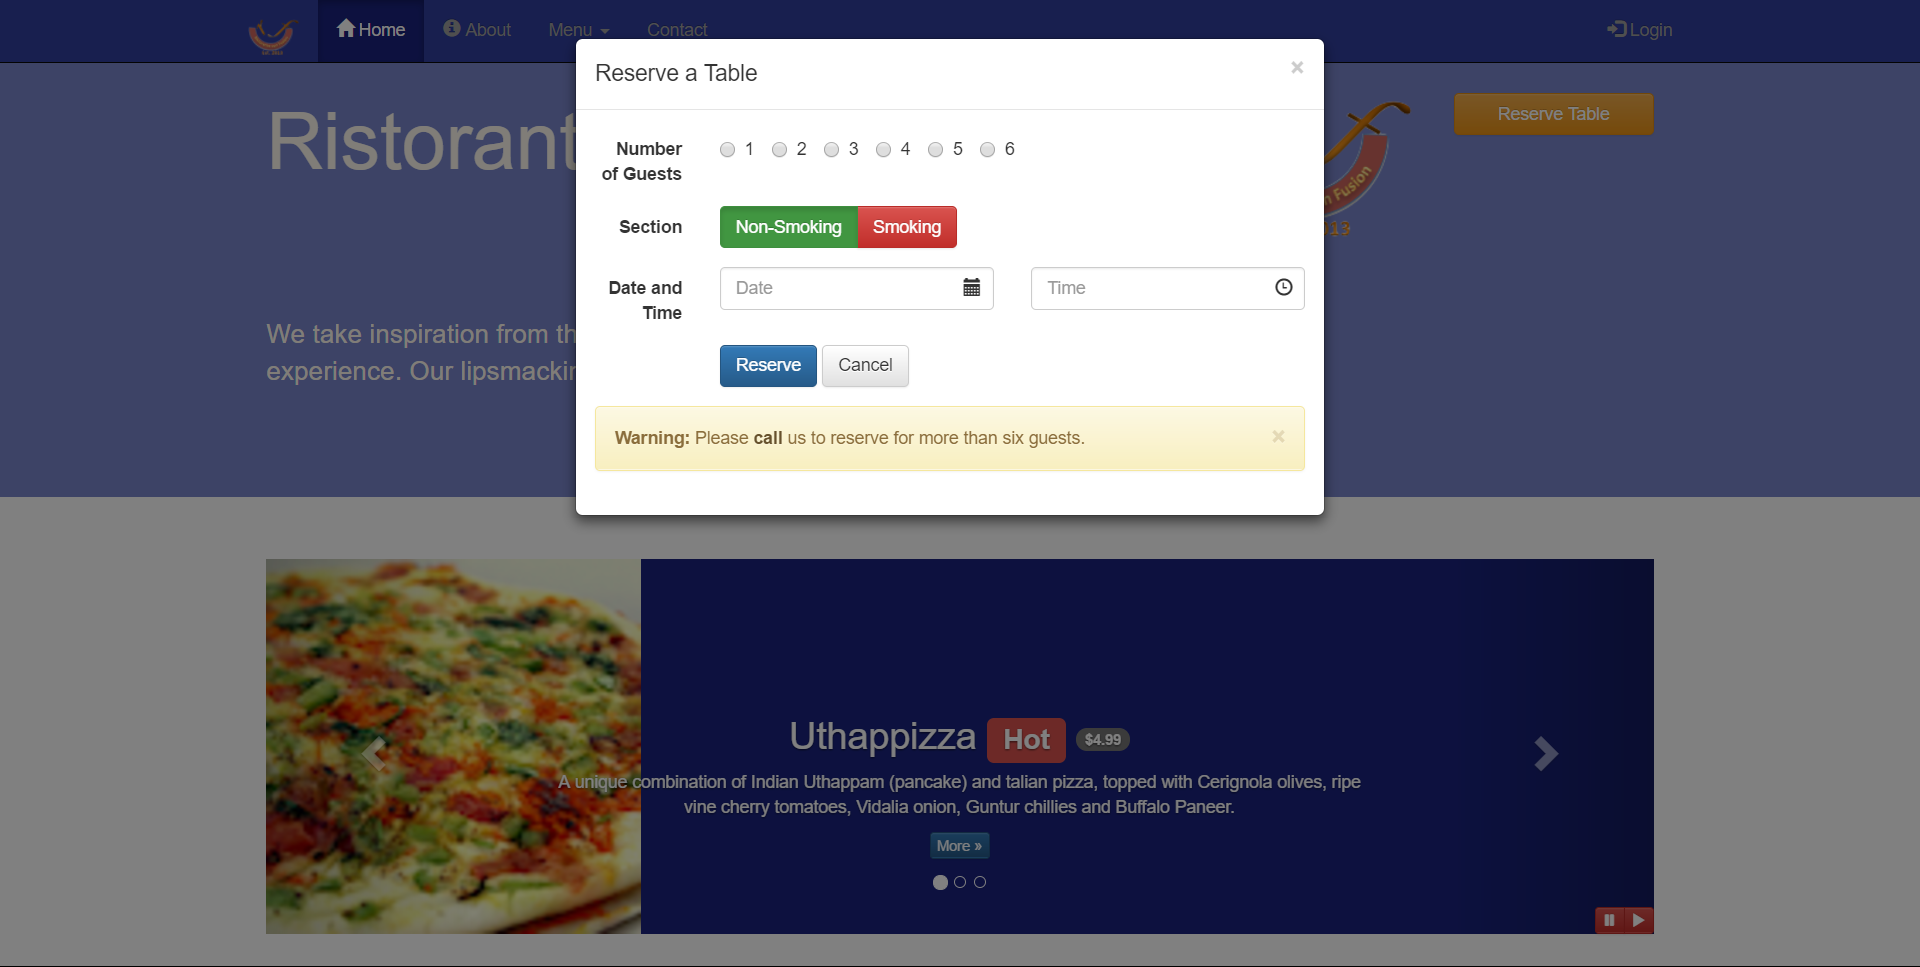 Home
About
Menu
Contact
Login
Reserve a Table
×
Ristorant
Reserve Table
Fusion
Number
of Guests
1 2 3 4 5 6
Section
Non-Smoking
Smoking
Date and
Time
Date
Time
We take inspiration from th
experience. Our lipsmackin
Reserve
Cancel
Warning: Please call us to reserve for more than six guests.
×
Uthappizza Hot $4.99
A unique combination of Indian Uthappam (pancake) and talian pizza, topped with Cerignola olives, ripe
vine cherry tomatoes, Vidalia onion, Guntur chillies and Buffalo Paneer.
More »